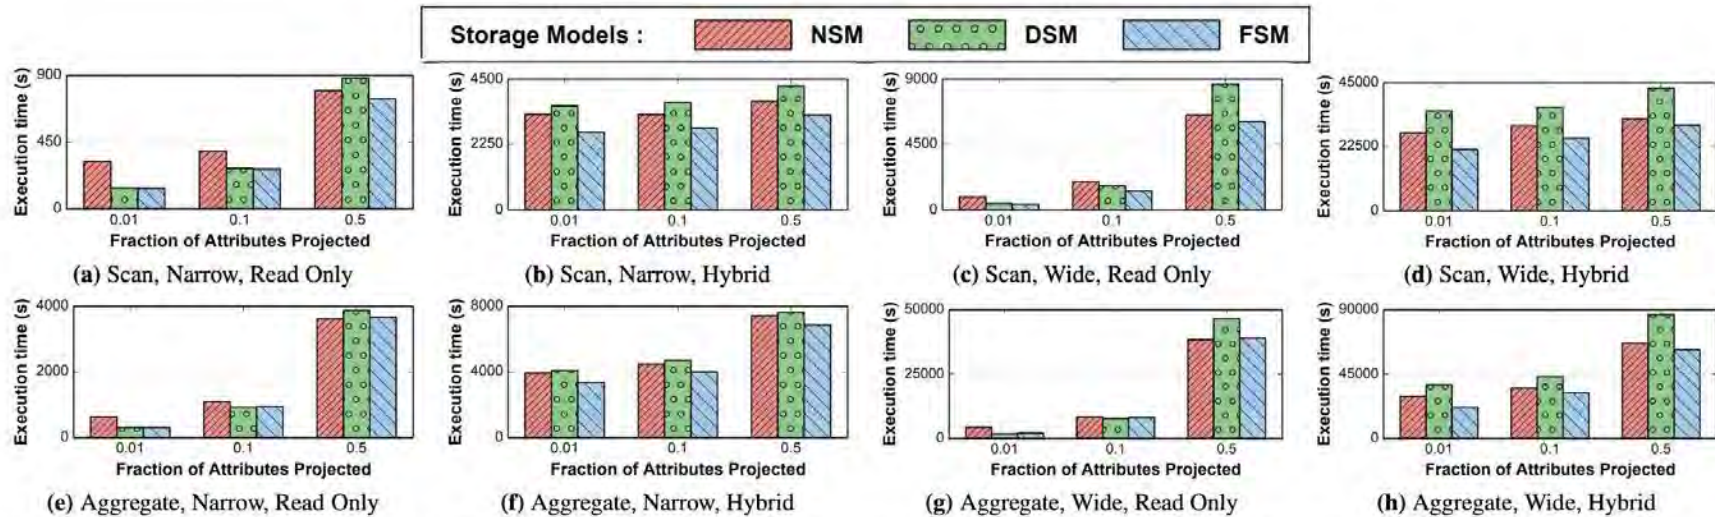 Storage Models : NSM DSM FSM
Execution time (s)
900
450
0
0.01 0.1 0.5
Fraction of Attributes Projected
(a) Scan, Narrow, Read Only
Execution time (s)
4500
2250
0
0.01 0.1 0.5
Fraction of Attributes Projected
(b) Scan, Narrow, Hybrid
Execution time (s)
9000
4500
0
0.01 0.1 0.5
Fraction of Attributes Projected
(c) Scan, Wide, Read Only
Execution time (s)
45000
22500
0
0.01 0.1 0.5
Fraction of Attributes Projected
(d) Scan, Wide, Hybrid
Execution time (s)
4000
2000
0
0.01 0.1 0.5
Fraction of Attributes Projected
(e) Aggregate, Narrow, Read Only
Execution time (s)
8000
4000
0
0.01 0.1 0.5
Fraction of Attributes Projected
(f) Aggregate, Narrow, Hybrid
Execution time (s)
50000
25000
0
0.01 0.1 0.5
Fraction of Attributes Projected
(g) Aggregate, Wide, Read Only
Execution time (s)
90000
45000
0
0.01 0.1 0.5
Fraction of Attributes Projected
(h) Aggregate, Wide, Hybrid